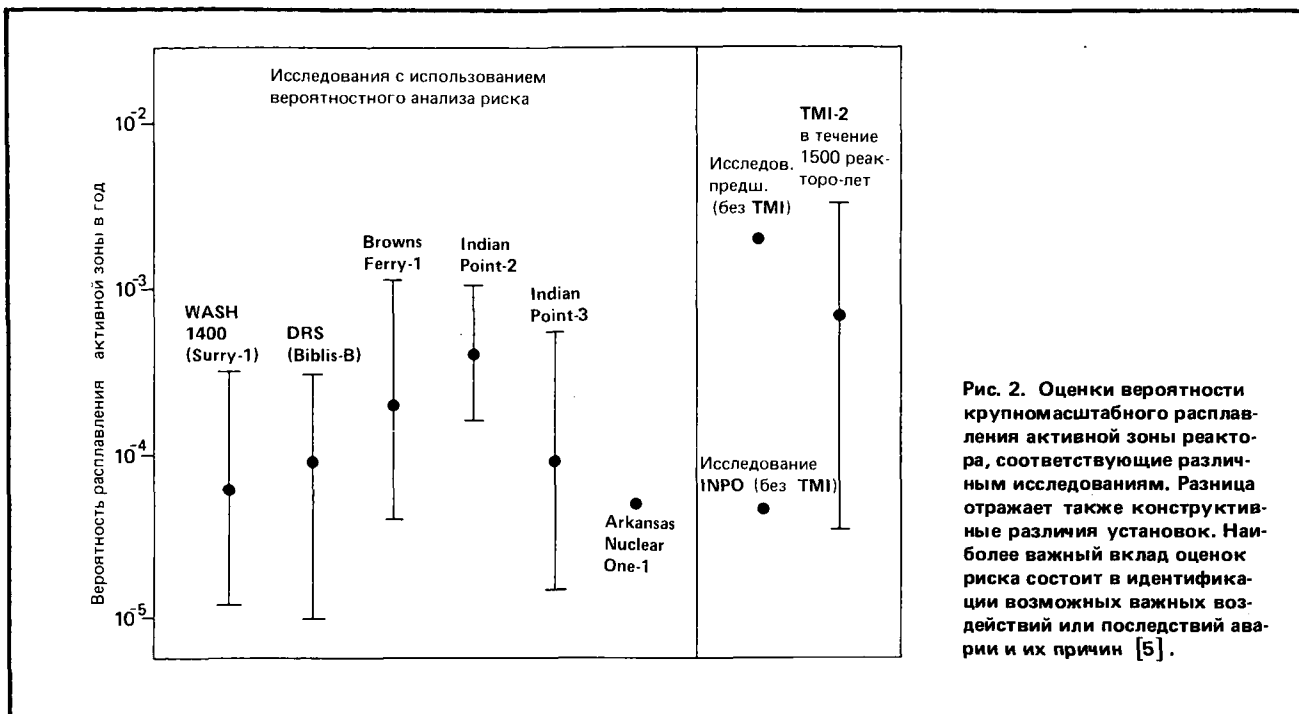 Исследования с использованием
вероятностного анализа риска
Вероятность расплавления активной зоны в год
10-2
10-3
10-4
10-5
WASH
1400
(Surry-1)
DRS
(Biblis-B)
Browns
Ferry-1
Indian
Point-2
Indian
Point-3
Arkansas
Nuclear
One-1
Исследов.
предш.
(без TMI)
TMI-2
в течение
1500 реак-
торо-лет
Исследование
INPO (без TMI)
Рис. 2. Оценки вероятности
крупномасштабного расплав-
ления активной зоны реакто-
ра, соответствующие различ-
ным исследованиям. Разница
отражает также конструктив-
ные различия установок. Наи-
более важный вклад оценок
риска состоит в идентифика-
ции возможных важных воз-
действий или последствий ава-
рии и их причин [5].